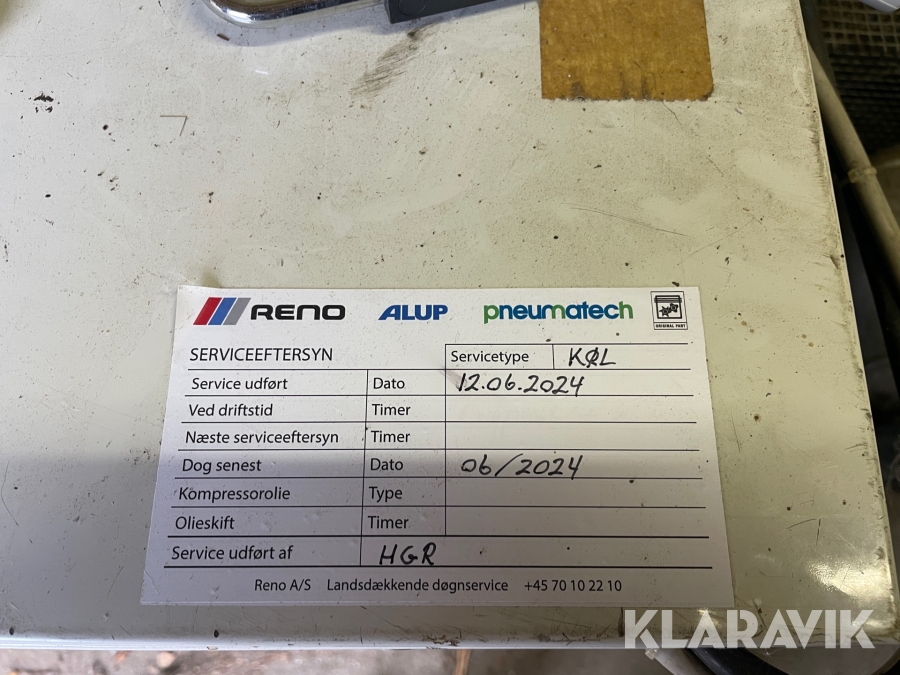 RENO ALUP pneumatech ORIGINAL PART
SERVICEEFTERSYN Servicetype KØL
Service udført Dato 12.06.2024
Ved driftstid Timer
Næste serviceeftersyn Timer
Dog senest Dato 06/2024
Kompressorolie Type
Olieskift Timer
Service udført af HGR
Reno A/S Landsdækkende døgnservice +45 70 10 22 10
KLARAVIK